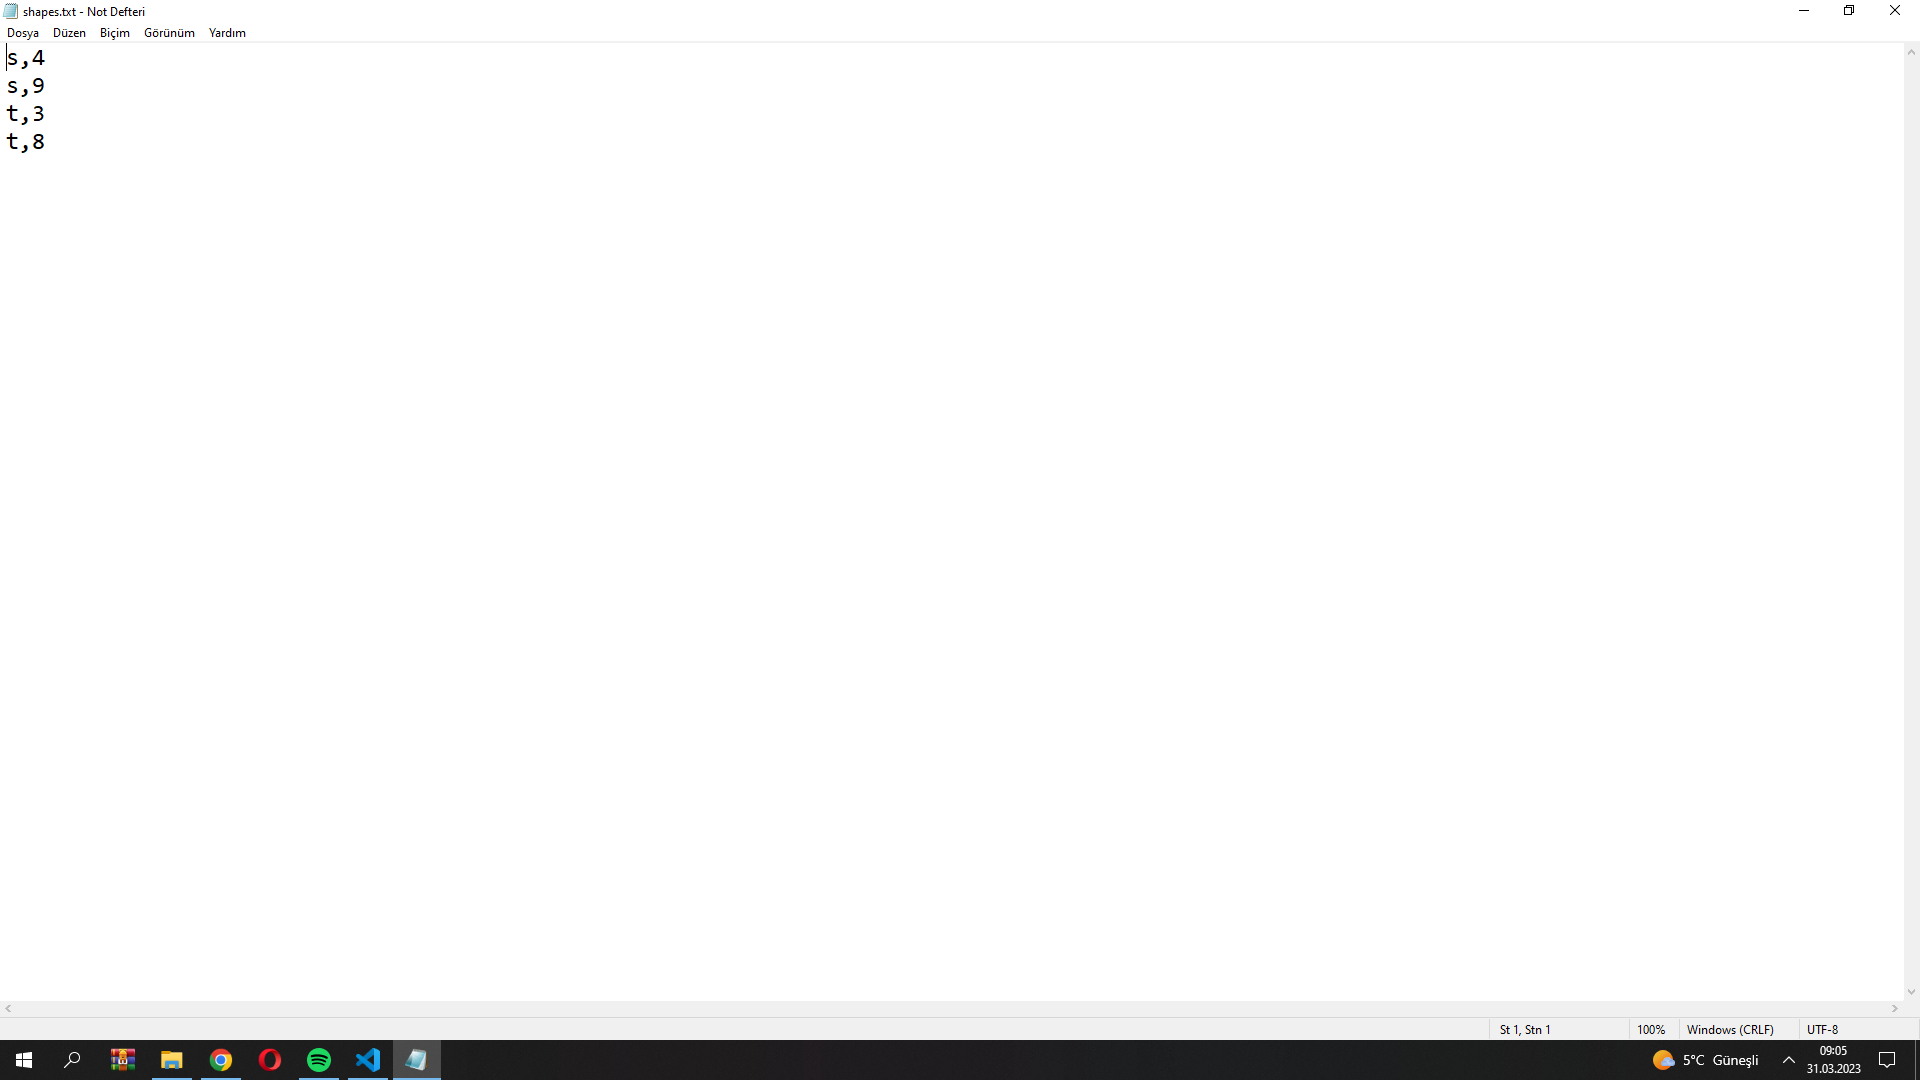 shapes.txt - Not Defteri
Dosya Düzen Biçim Görünüm Yardım
s,4
s,9
t,3
t,8
St 1, Stn 1 100% Windows (CRLF) UTF-8
5°C Güneşli 09:05
31.03.2023